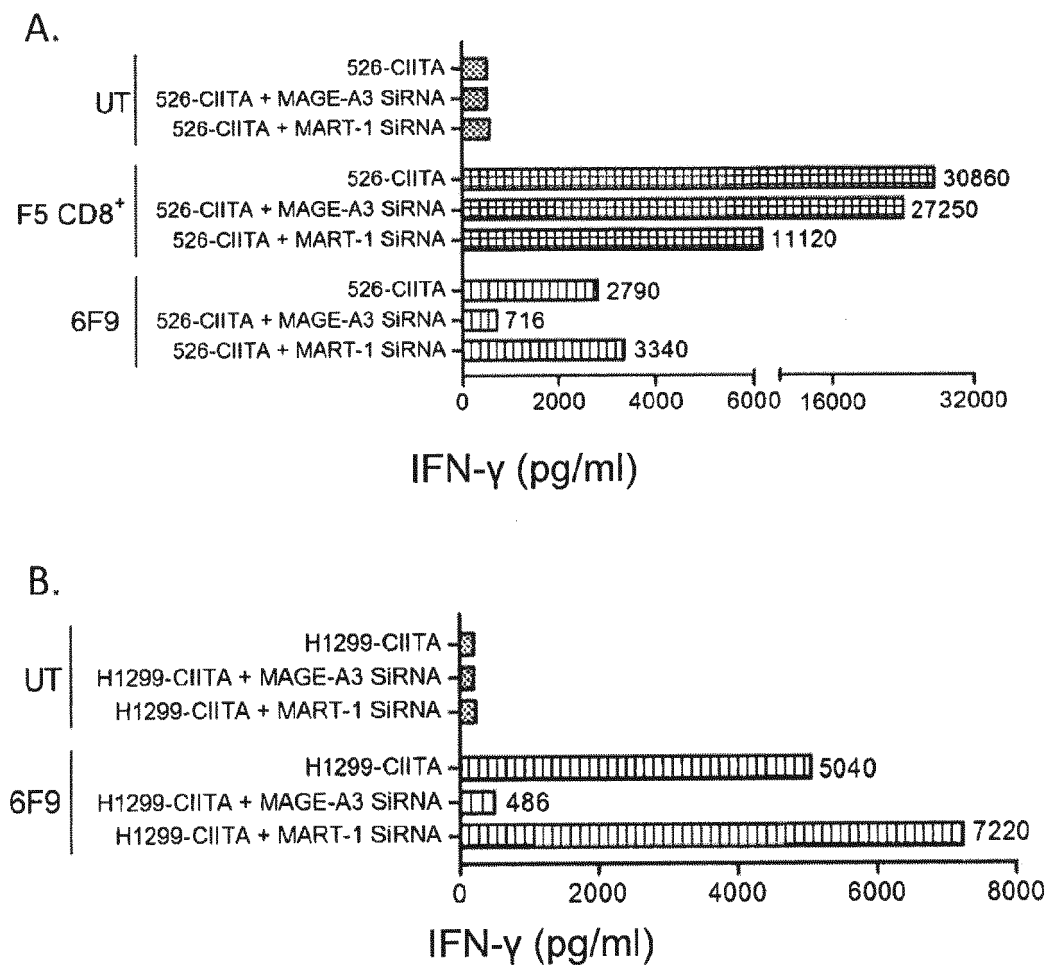 A.
UT
526-CIITA
526-CIITA + MAGE-A3 SiRNA
526-CIITA + MART-1 SiRNA
F5 CD8+
526-CIITA 30860
526-CIITA + MAGE-A3 SiRNA 27250
526-CIITA + MART-1 SiRNA 11120
6F9
526-CIITA 2790
526-CIITA + MAGE-A3 SiRNA 716
526-CIITA + MART-1 SiRNA 3340
0 2000 4000 6000 16000 32000
IFN-γ (pg/ml)
B.
UT
H1299-CIITA
H1299-CIITA + MAGE-A3 SiRNA
H1299-CIITA + MART-1 SiRNA
6F9
H1299-CIITA 5040
H1299-CIITA + MAGE-A3 SiRNA 486
H1299-CIITA + MART-1 SiRNA 7220
0 2000 4000 6000 8000
IFN-γ (pg/ml)